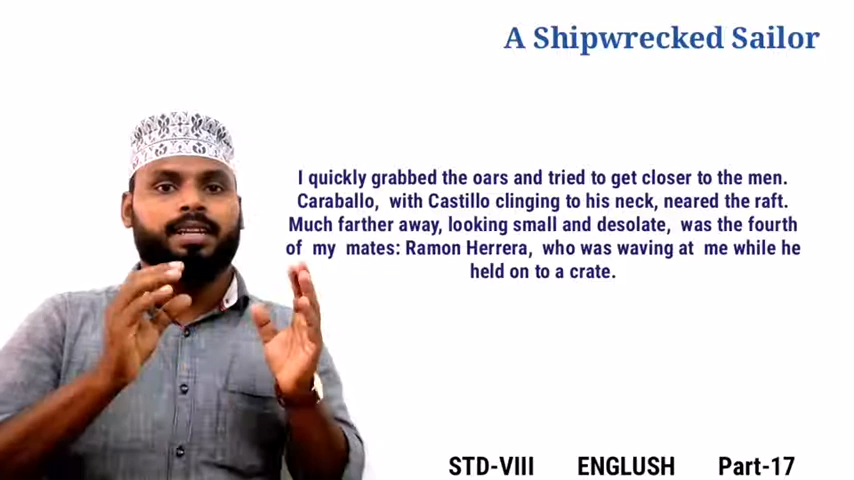 A Shipwrecked Sailor
I quickly grabbed the oars and tried to get closer to the men.
Caraballo, with Castillo clinging to his neck, neared the raft.
Much farther away, looking small and desolate, was the fourth
of my mates: Ramon Herrera, who was waving at me while he
held on to a crate.
STD-VIII ENGLUSH Part-17